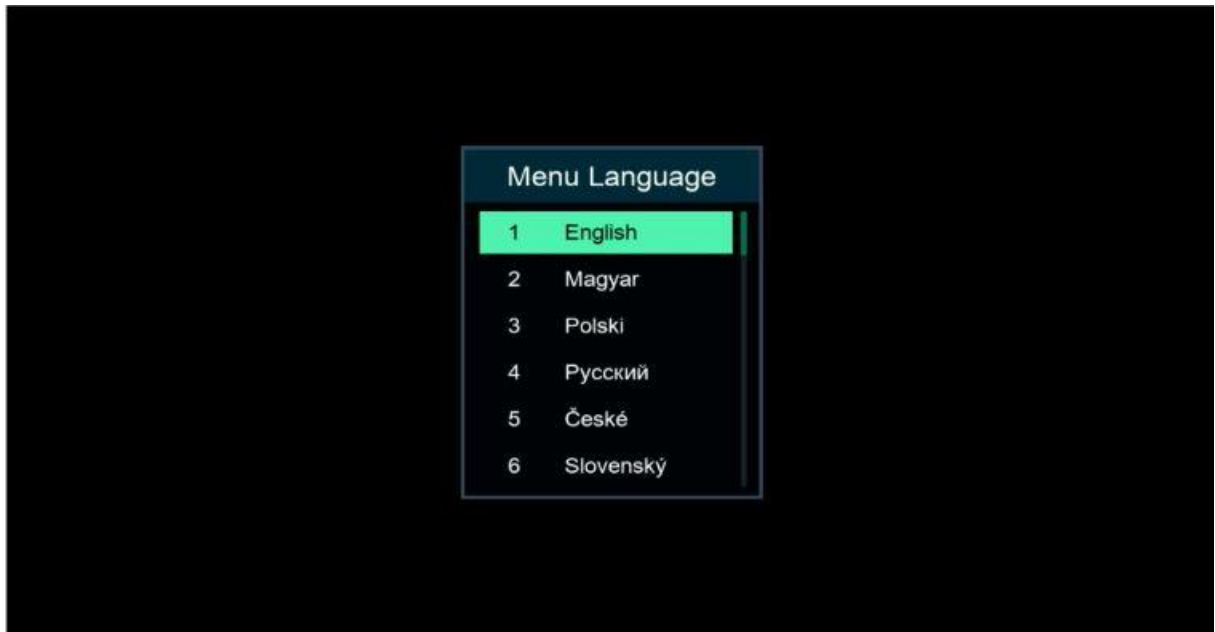 Menu Language
1 English
2 Magyar
3 Polski
4 Русский
5 České
6 Slovenský